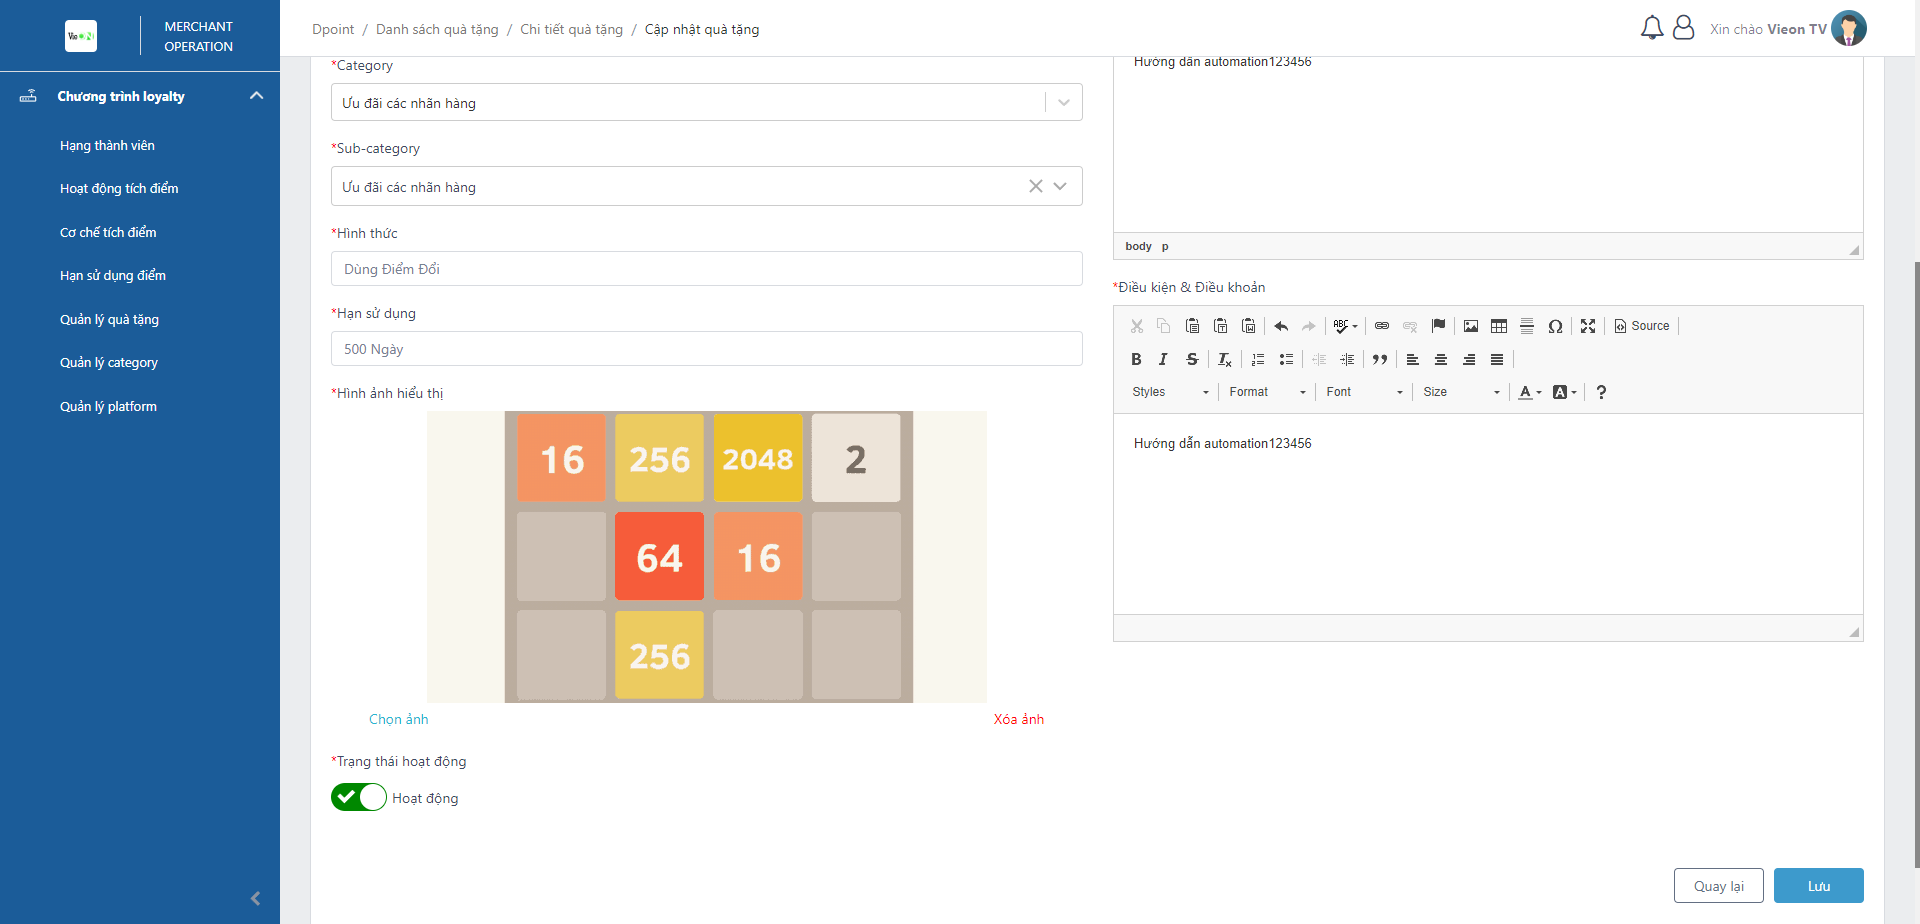 VieON
MERCHANT
OPERATION
Dpoint / Danh sách quà tặng / Chi tiết quà tặng / Cập nhật quà tặng
Xin chào Vieon TV
Chương trình loyalty
Hạng thành viên
Hoạt động tích điểm
Cơ chế tích điểm
Hạn sử dụng điểm
Quản lý quà tặng
Quản lý category
Quản lý platform
*Category
Ưu đãi các nhãn hàng
*Sub-category
Ưu đãi các nhãn hàng
*Hình thức
Dùng Điểm Đổi
*Hạn sử dụng
500 Ngày
*Hình ảnh hiểu thị
16 256 2048 2
64 16
256
Chọn ảnh
Xóa ảnh
*Trạng thái hoạt động
Hoạt động
Hướng dẫn automation123456
body p
*Điều kiện & Điều khoản
ABC
Source
B I S Ix
Styles Format Font Size A A ?
Hướng dẫn automation123456
Quay lại
Lưu